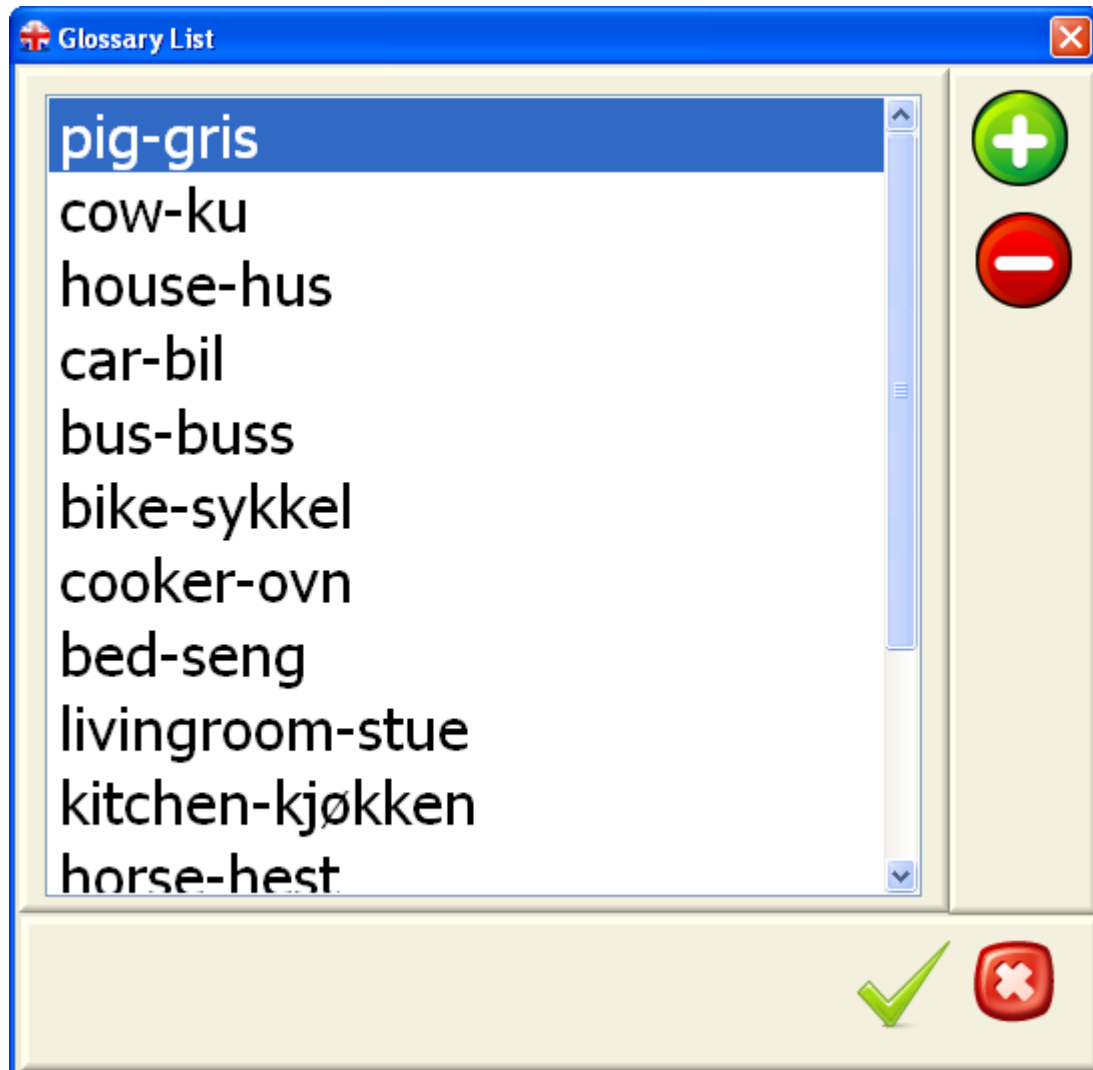 Glossary List
pig-gris
cow-ku
house-hus
car-bil
bus-buss
bike-sykkel
cooker-ovn
bed-seng
livingroom-stue
kitchen-kjøkken
horse-hest